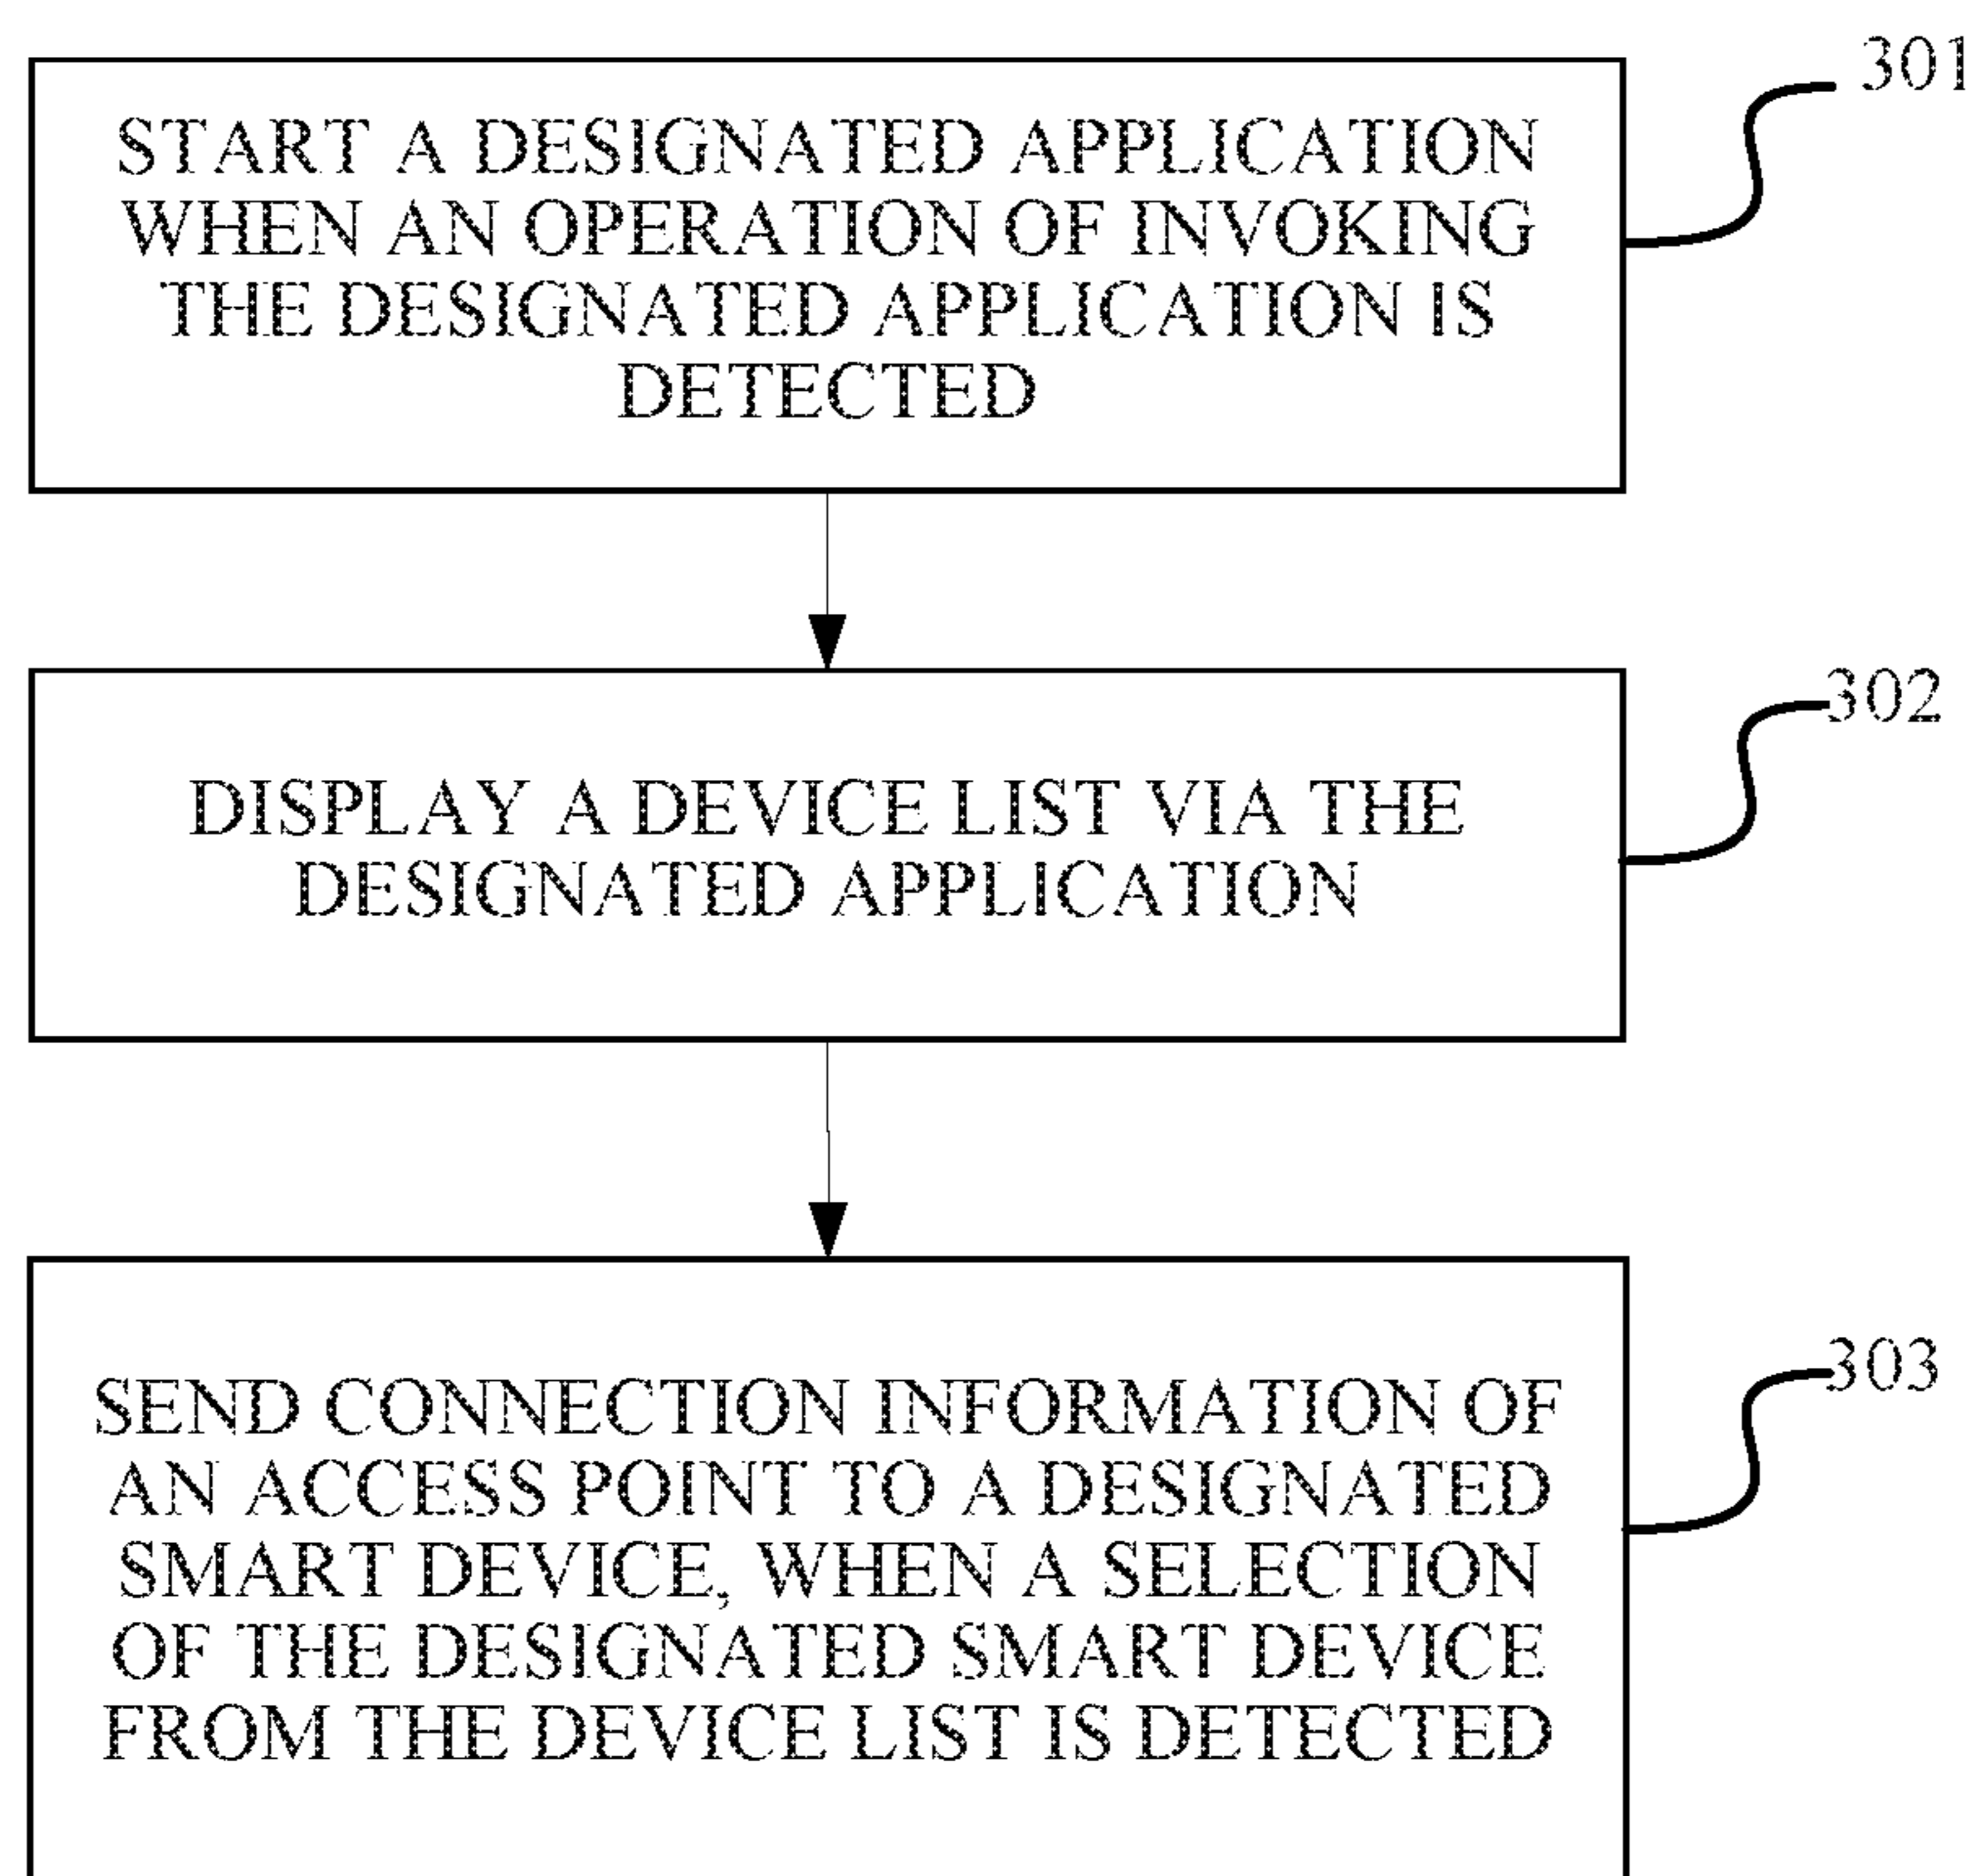 301
START A DESIGNATED APPLICATION
WHEN AN OPERATION OF INVOKING
THE DESIGNATED APPLICATION IS
DETECTED
302
DISPLAY A DEVICE LIST VIA THE
DESIGNATED APPLICATION
303
SEND CONNECTION INFORMATION OF
AN ACCESS POINT TO A DESIGNATED
SMART DEVICE, WHEN A SELECTION
OF THE DESIGNATED SMART DEVICE
FROM THE DEVICE LIST IS DETECTED